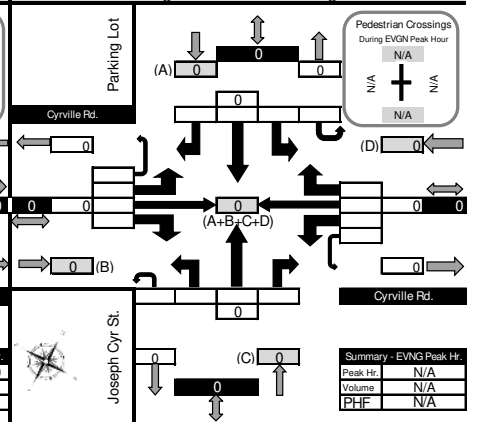 Parking Lot
0
(A) 0 0
Pedestrian Crossings
During EVGN Peak Hour
N/A
N/A N/A
N/A
Cyrville Rd.
0
0
(D) 0
0 0 0 0 0
(A+B+C+D)
0 (B)
0
Cyrville Rd.
0
Joseph Cyr St.
0 (C) 0
0
Summary - EVNG Peak Hr.
Peak Hr. N/A
Volume N/A
PHF N/A